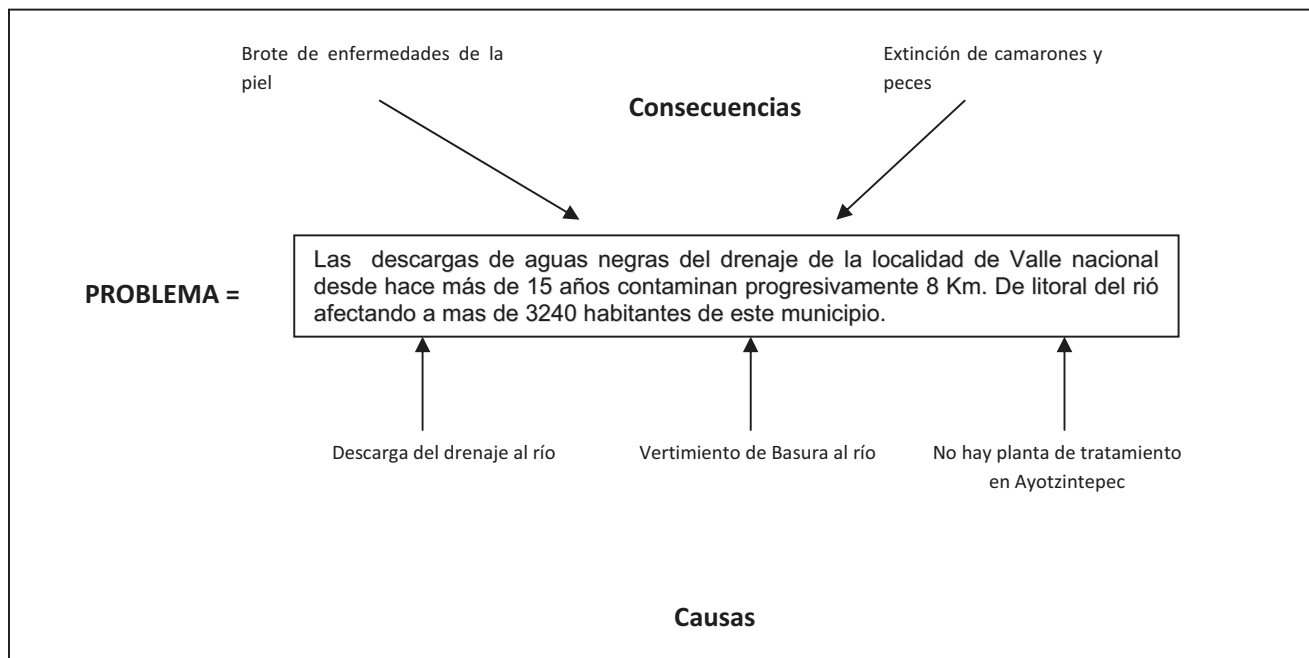 Brote de enfermedades de la
piel
Extinción de camarones y
peces
Consecuencias
PROBLEMA =
Las descargas de aguas negras del drenaje de la localidad de Valle nacional
desde hace más de 15 años contaminan progresivamente 8 Km. De litoral del rió
afectando a mas de 3240 habitantes de este municipio.
Descarga del drenaje al río
Vertimiento de Basura al río
No hay planta de tratamiento
en Ayotzintepec
Causas